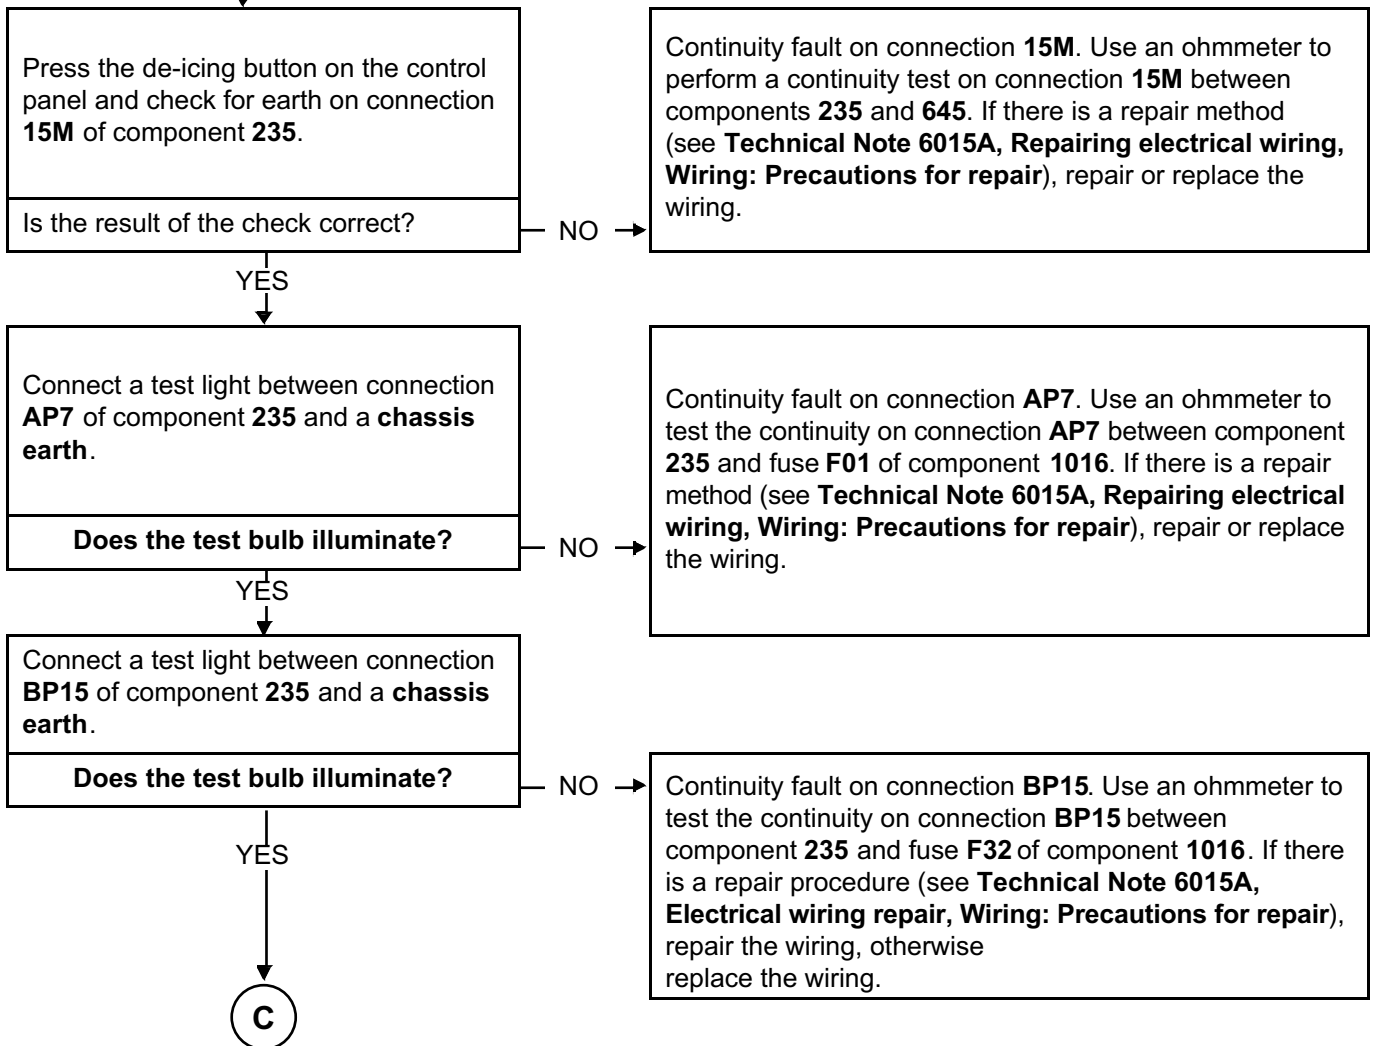 Press the de-icing button on the control
panel and check for earth on connection
15M of component 235.
Is the result of the check correct?
NO
Continuity fault on connection 15M. Use an ohmmeter to
perform a continuity test on connection 15M between
components 235 and 645. If there is a repair method
(see Technical Note 6015A, Repairing electrical wiring,
Wiring: Precautions for repair), repair or replace the
wiring.
YES
Connect a test light between connection
AP7 of component 235 and a chassis
earth.
Does the test bulb illuminate?
NO
Continuity fault on connection AP7. Use an ohmmeter to
test the continuity on connection AP7 between component
235 and fuse F01 of component 1016. If there is a repair
method (see Technical Note 6015A, Repairing electrical
wiring, Wiring: Precautions for repair), repair or replace
the wiring.
YES
Connect a test light between connection
BP15 of component 235 and a chassis
earth.
Does the test bulb illuminate?
NO
Continuity fault on connection BP15. Use an ohmmeter to
test the continuity on connection BP15 between
component 235 and fuse F32 of component 1016. If there
is a repair procedure (see Technical Note 6015A,
Electrical wiring repair, Wiring: Precautions for repair),
repair the wiring, otherwise
replace the wiring.
YES
C